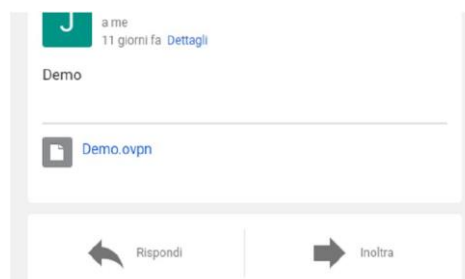 J
a me
11 giorni fa Dettagli
Demo
Demo.ovpn
Rispondi
Inoltra